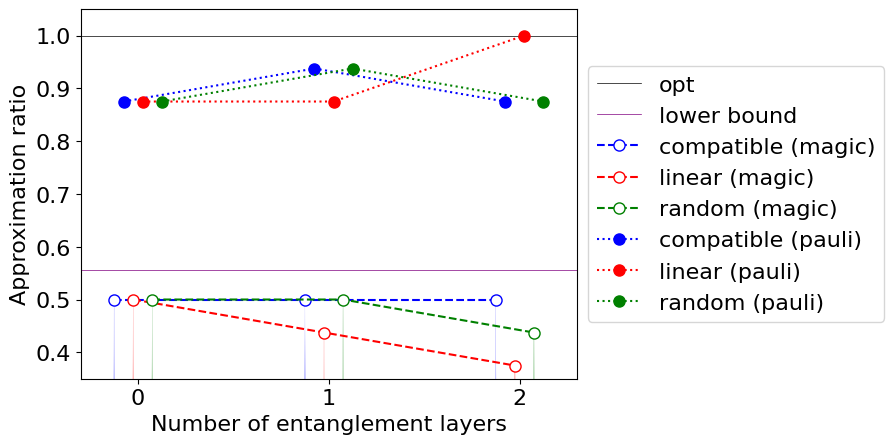 Approximation ratio
1.0
0.9
0.8
0.7
0.6
0.5
0.4
0 1 2
Number of entanglement layers
opt
lower bound
compatible (magic)
linear (magic)
random (magic)
compatible (pauli)
linear (pauli)
random (pauli)